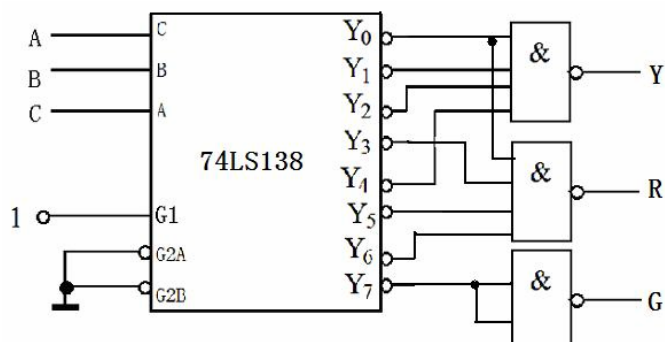 A C Y0 & Y
B B Y1
C A Y2
74LS138 Y3 & R
Y4
1 G1 Y5
G2A Y6
G2B Y7 & G